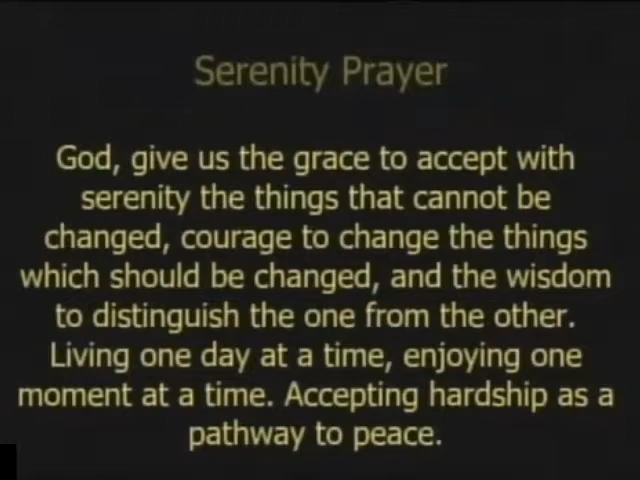 Serenity Prayer
God, give us the grace to accept with
serenity the things that cannot be
changed, courage to change the things
which should be changed, and the wisdom
to distinguish the one from the other.
Living one day at a time, enjoying one
moment at a time. Accepting hardship as a
pathway to peace.